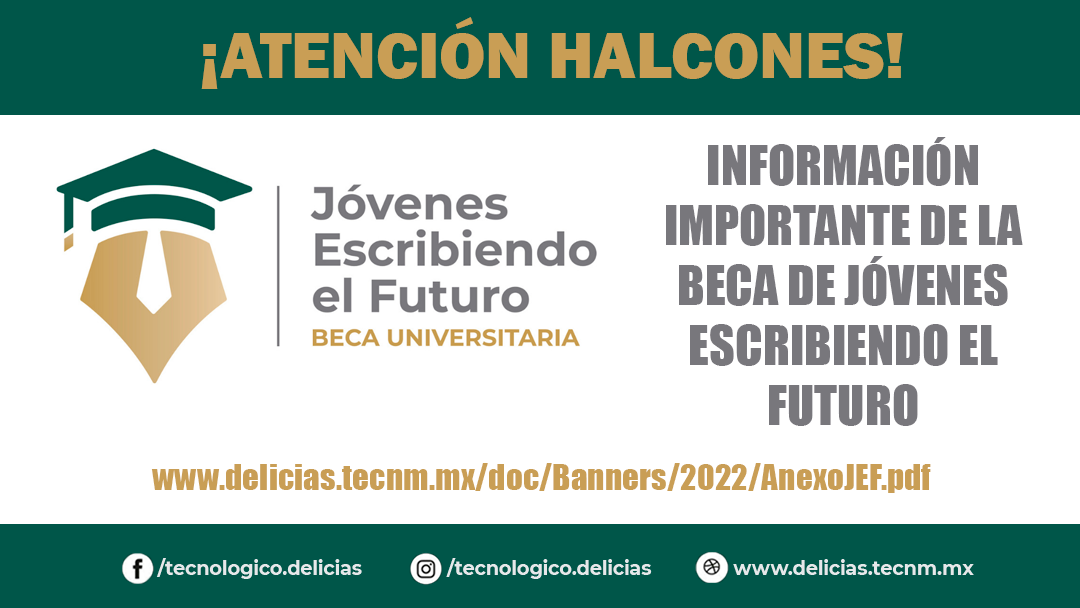 ¡ATENCIÓN HALCONES!
Jóvenes
Escribiendo
el Futuro
BECA UNIVERSITARIA
INFORMACIÓN
IMPORTANTE DE LA
BECA DE JÓVENES
ESCRIBIENDO EL
FUTURO
www.delicias.tecnm.mx/doc/Banners/2022/AnexoJEF.pdf
/tecnologico.delicias
/tecnologico.delicias
www.delicias.tecnm.mx